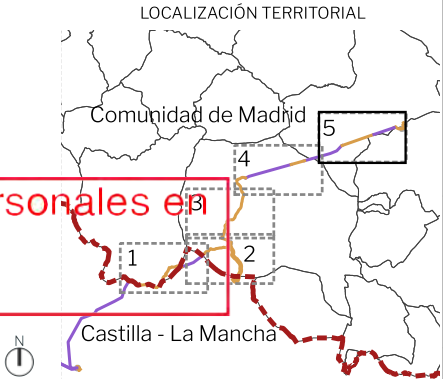 LOCALIZACIÓN TERRITORIAL
Comunidad de Madrid
5
4
rsonales en
3
1
2
Castilla - La Mancha
N